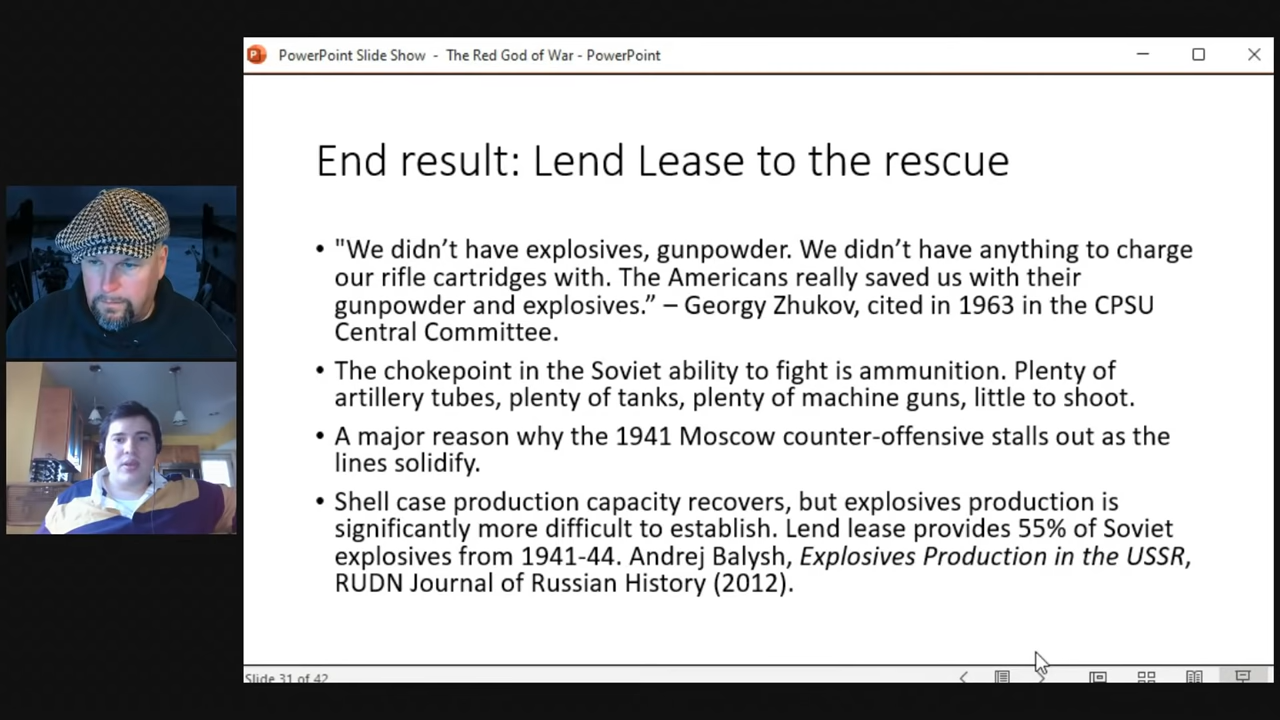 PowerPoint Slide Show - The Red God of War - PowerPoint
End result: Lend Lease to the rescue
• "We didn’t have explosives, gunpowder. We didn’t have anything to charge
our rifle cartridges with. The Americans really saved us with their
gunpowder and explosives.” – Georgy Zhukov, cited in 1963 in the CPSU
Central Committee.
• The chokepoint in the Soviet ability to fight is ammunition. Plenty of
artillery tubes, plenty of tanks, plenty of machine guns, little to shoot.
• A major reason why the 1941 Moscow counter-offensive stalls out as the
lines solidify.
• Shell case production capacity recovers, but explosives production is
significantly more difficult to establish. Lend lease provides 55% of Soviet
explosives from 1941-44. Andrej Balysh, Explosives Production in the USSR,
RUDN Journal of Russian History (2012).
Slide 31 of 42